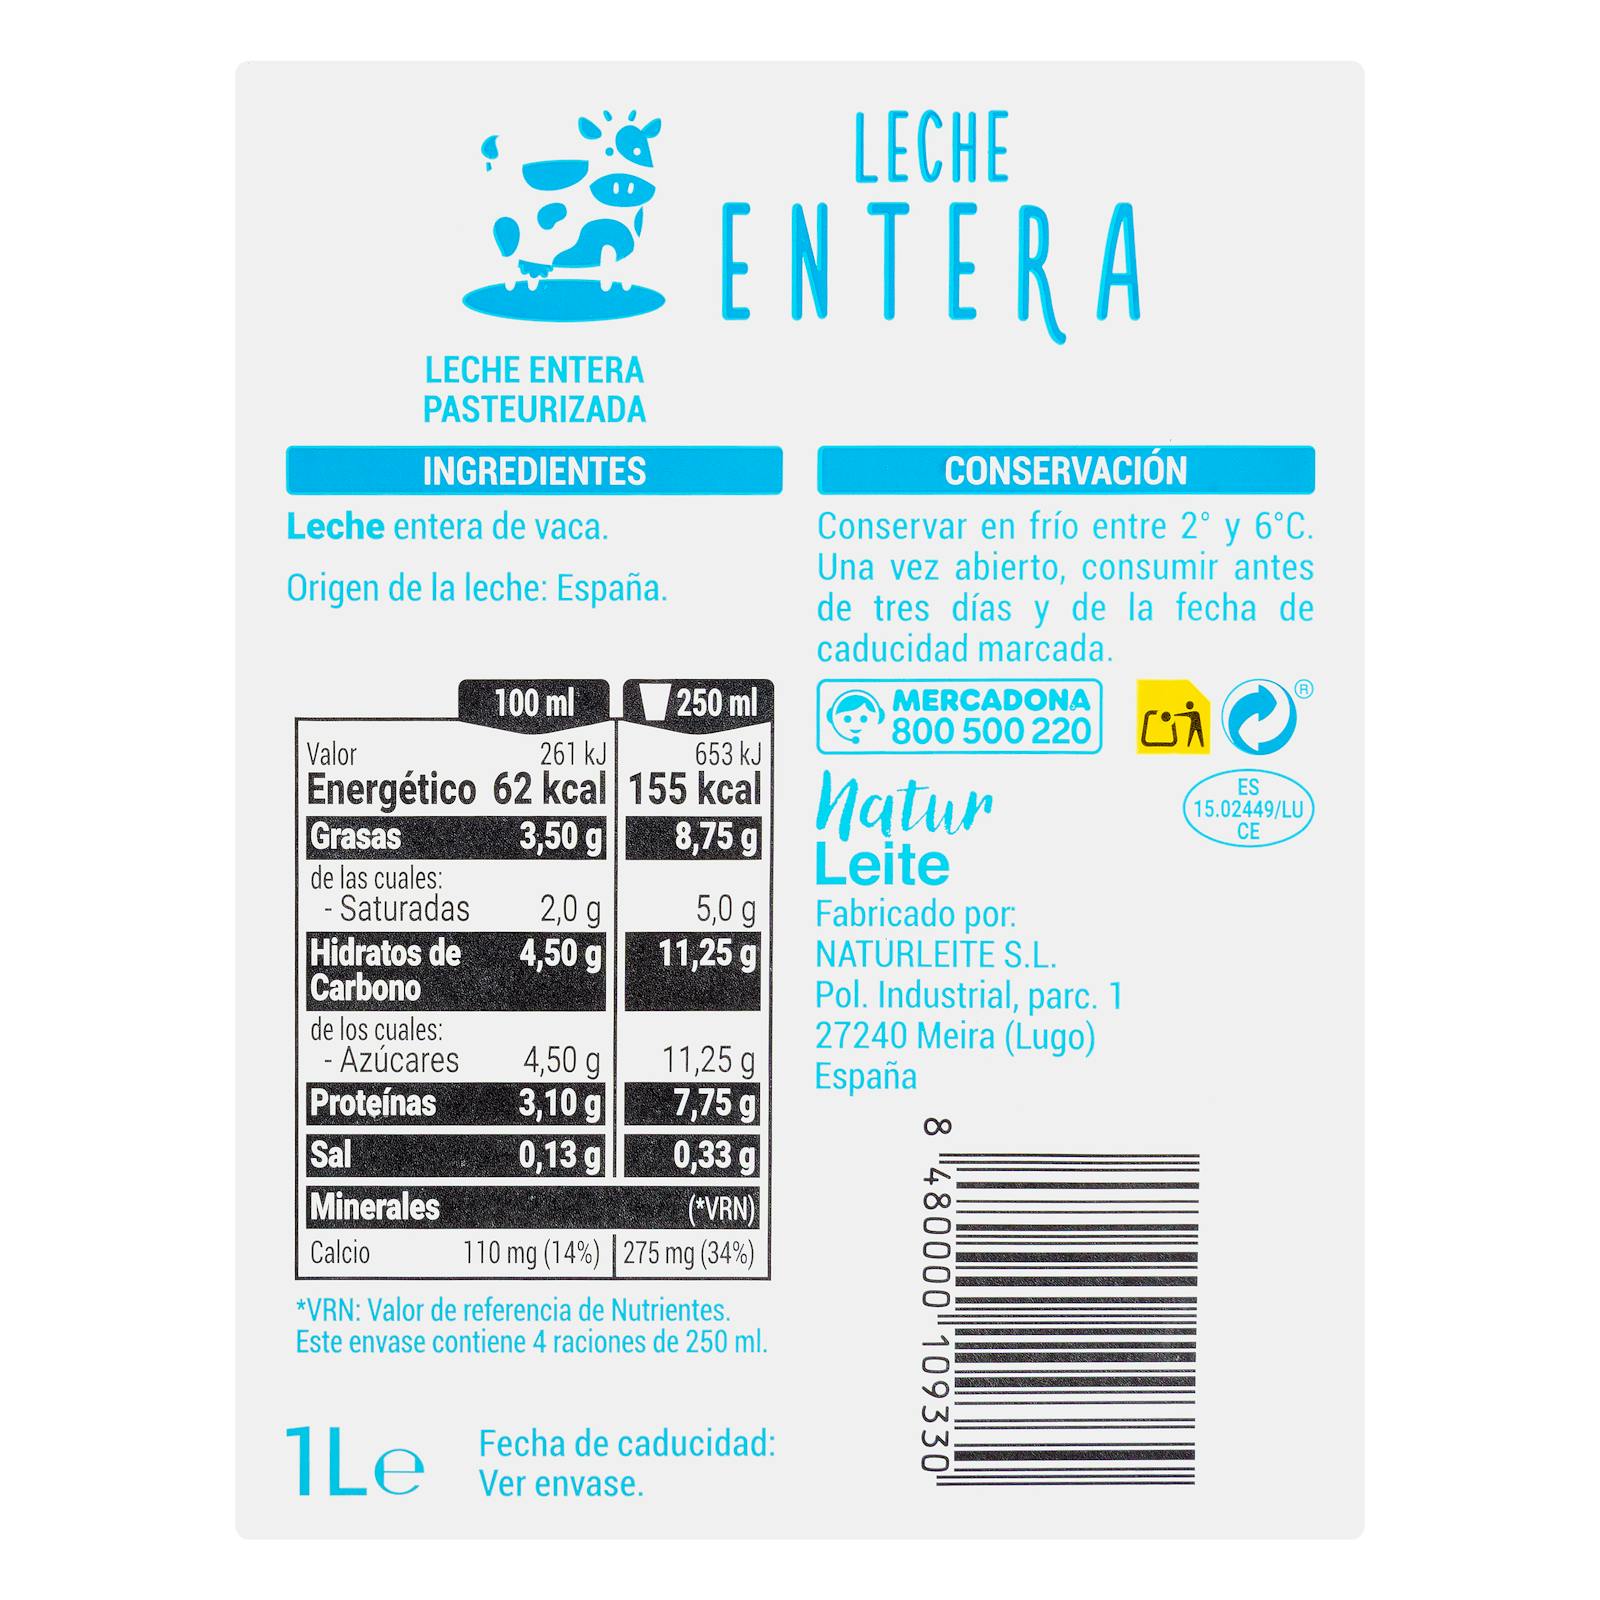 LECHE
ENTERA
LECHE ENTERA
PASTEURIZADA
INGREDIENTES
Leche entera de vaca.
Origen de la leche: España.
CONSERVACIÓN
Conservar en frío entre 2° y 6°C.
Una vez abierto, consumir antes
de tres días y de la fecha de
caducidad marcada.
100 ml 250 ml
Valor 261 kJ 653 kJ
Energético 62 kcal 155 kcal
Grasas 3,50 g 8,75 g
de las cuales:
- Saturadas 2,0 g 5,0 g
Hidratos de 4,50 g 11,25 g
Carbono
de los cuales:
- Azúcares 4,50 g 11,25 g
Proteínas 3,10 g 7,75 g
Sal 0,13 g 0,33 g
Minerales (*VRN)
Calcio 110 mg (14%) 275 mg (34%)
*VRN: Valor de referencia de Nutrientes.
Este envase contiene 4 raciones de 250 ml.
1L e
Fecha de caducidad:
Ver envase.
MERCADONA
800 500 220
®
Natur
Leite
ES
15.02449/LU
CE
Fabricado por:
NATURLEITE S.L.
Pol. Industrial, parc. 1
27240 Meira (Lugo)
España
8 480000 109330